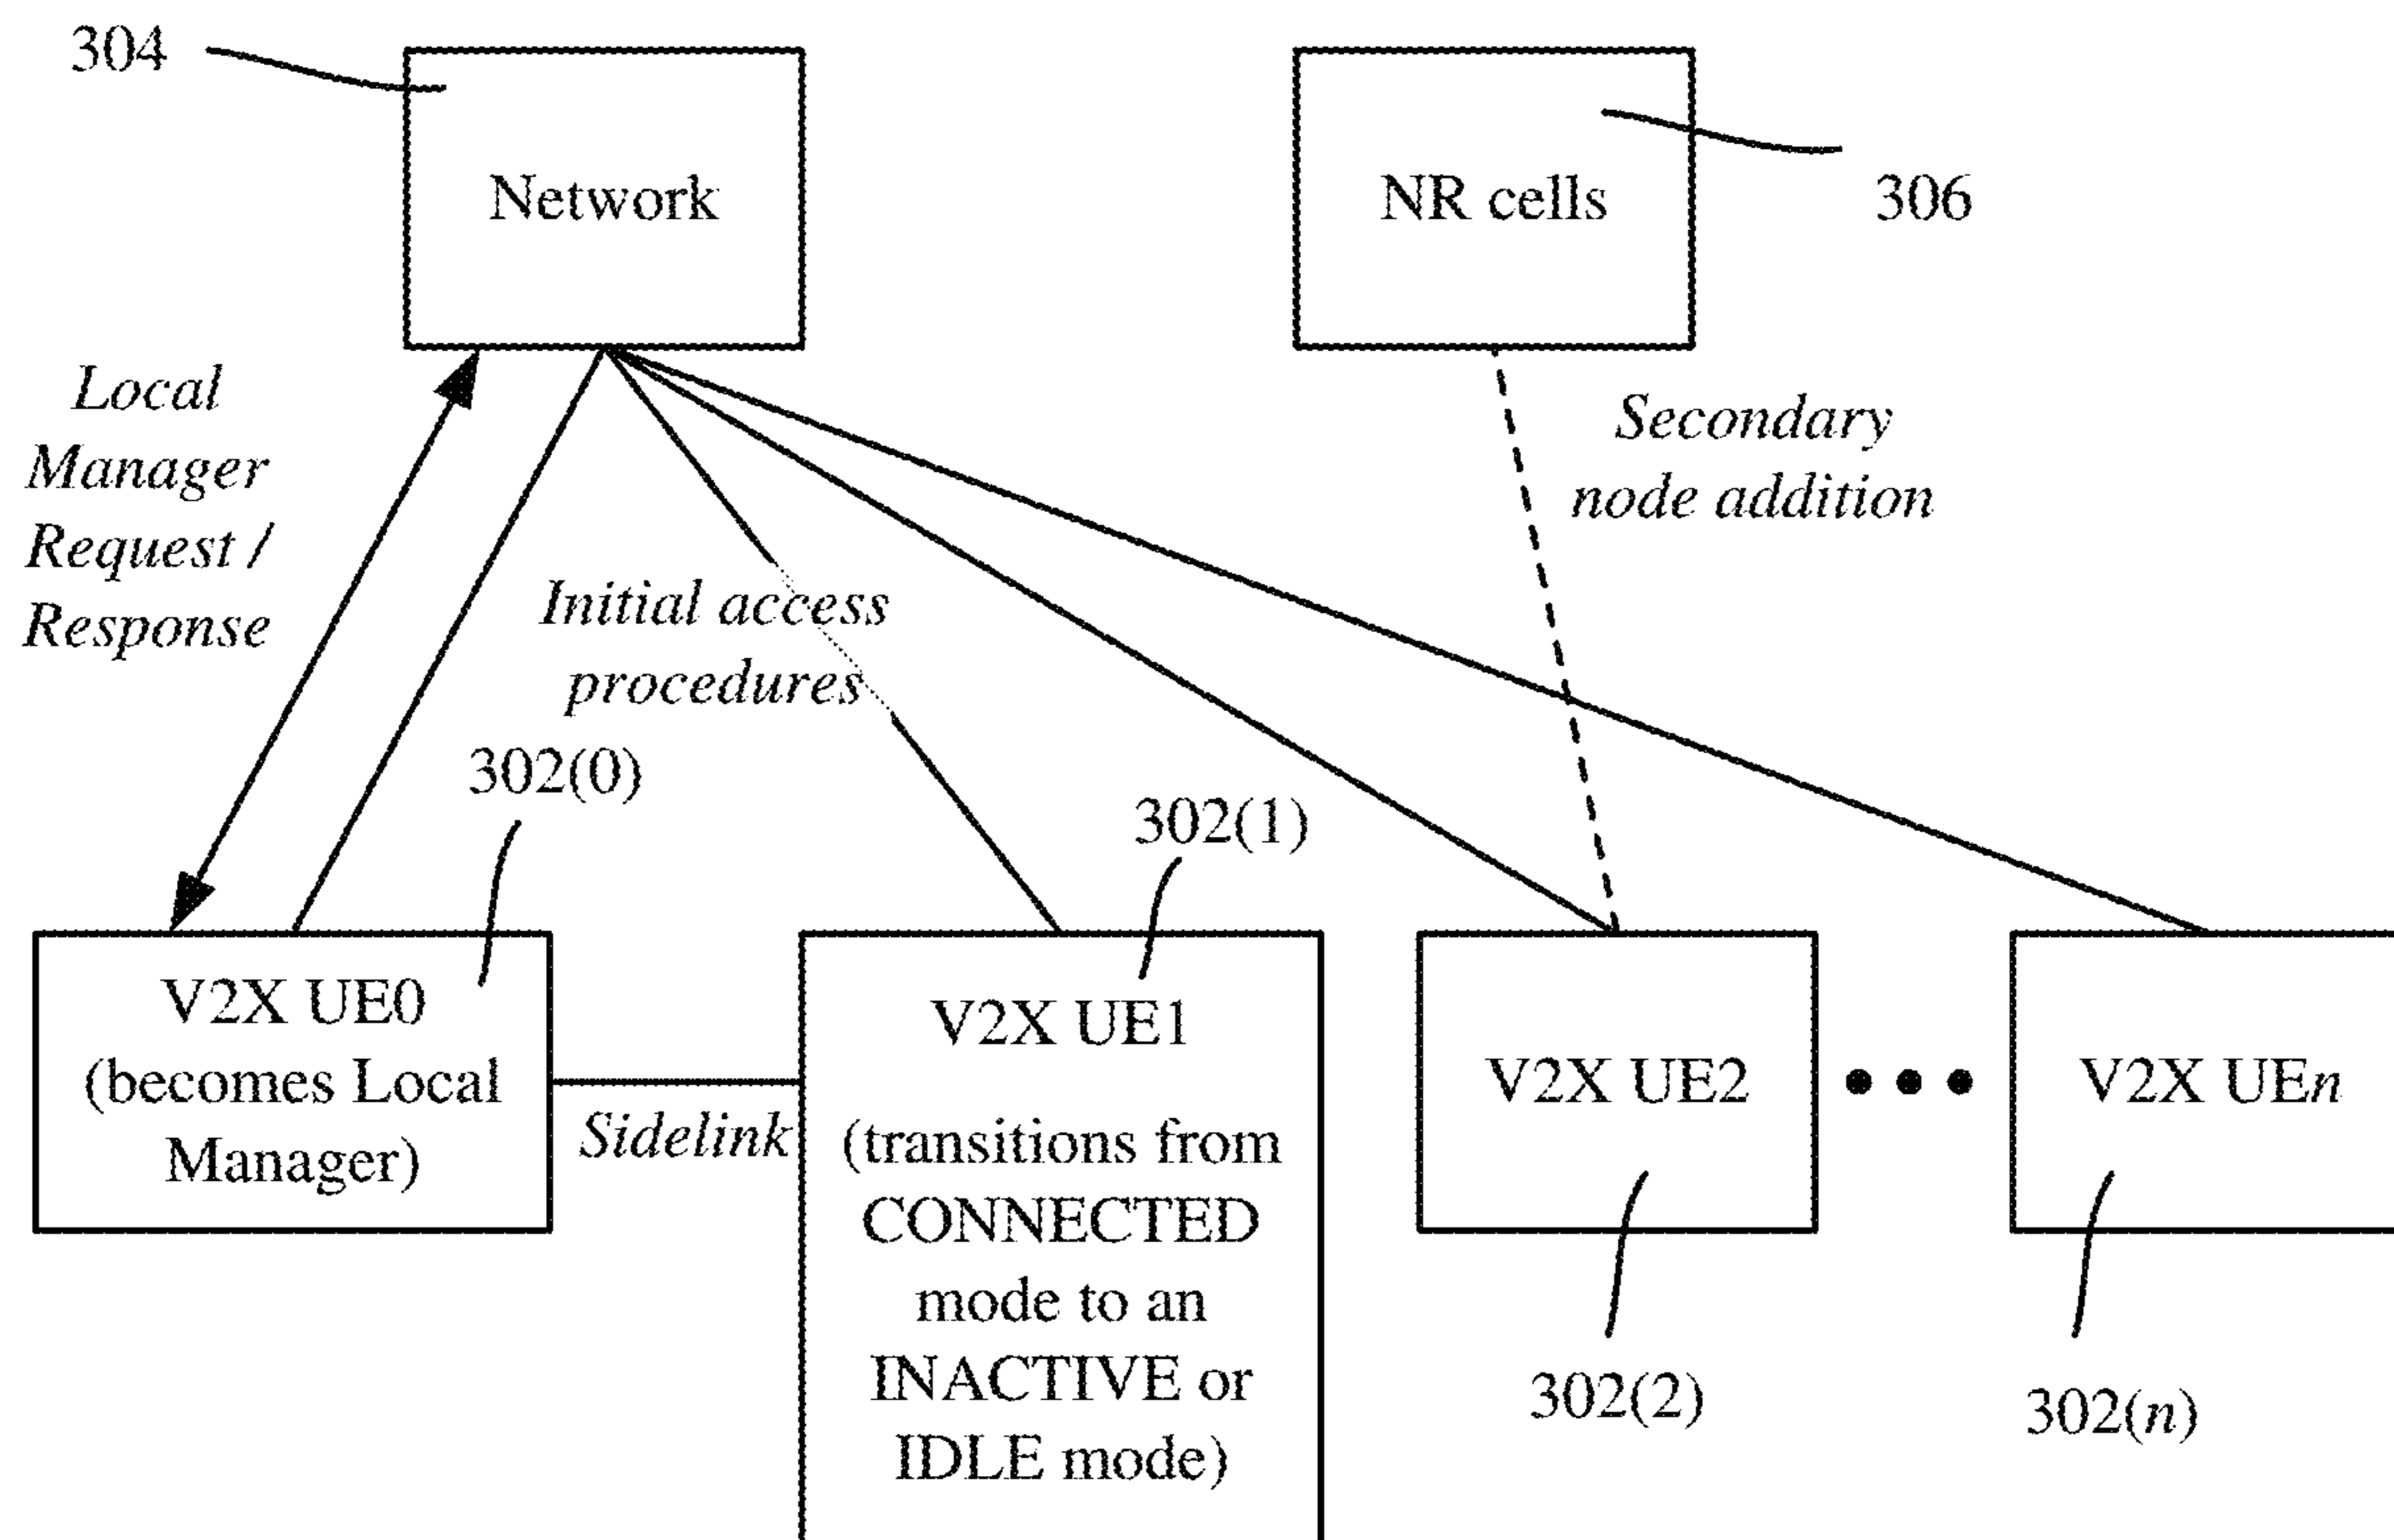 304
Network
NR cells
306
Local
Manager
Request /
Response
Secondary
node addition
Initial access
procedures
302(0)
302(1)
V2X UE0
(becomes Local
Manager)
Sidelink
V2X UE1
(transitions from
CONNECTED
mode to an
INACTIVE or
IDLE mode)
V2X UE2
V2X UEn
302(2)
302(n)